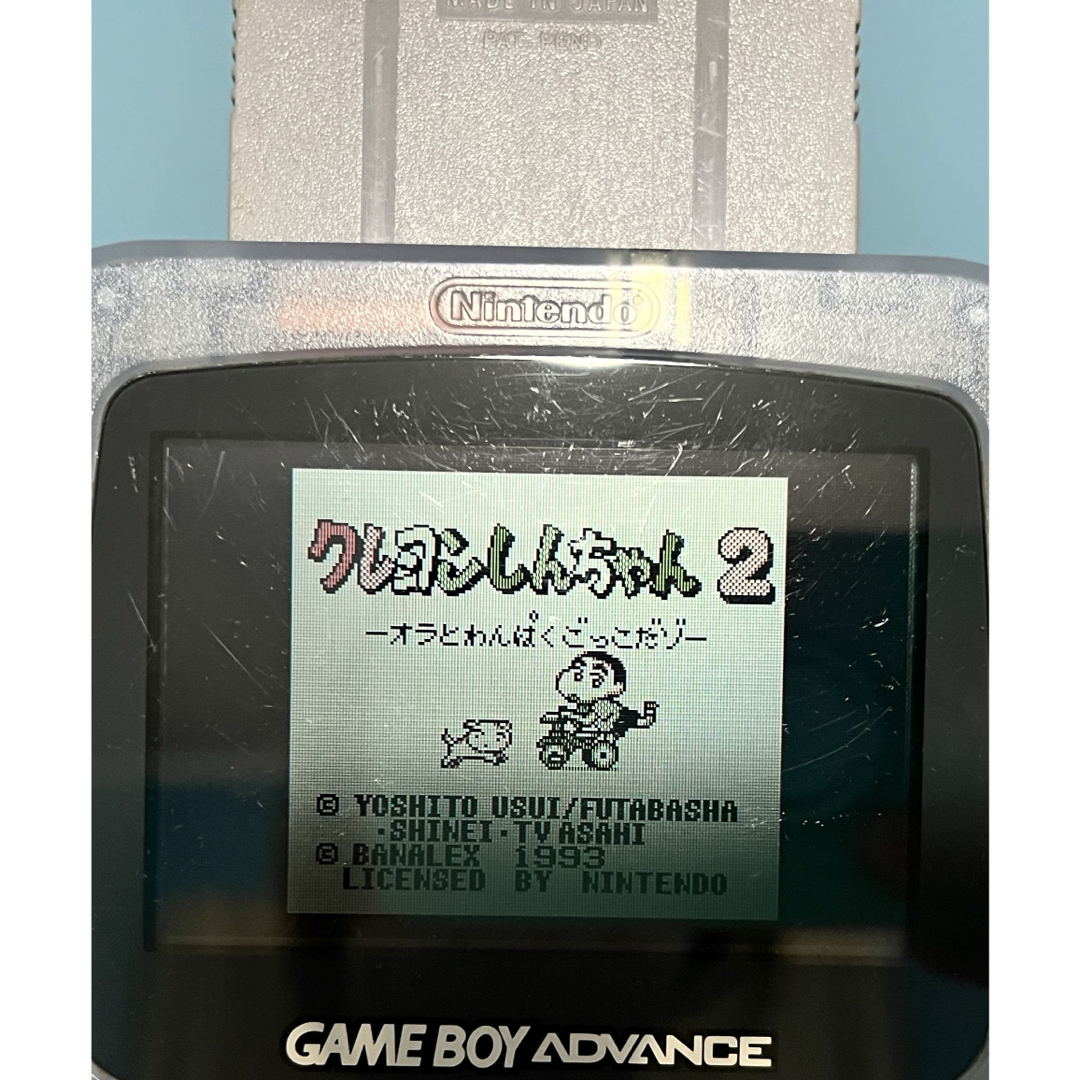 MADE IN JAPAN
PAT. PEND
Nintendo®
クレヨンしんちゃん 2
ーオラとわんぱくごっこだゾー
© YOSHITO USUI/FUTABASHA
・SHINEI・TV ASAHI
© BANALEX 1993
LICENSED BY NINTENDO
GAME BOY ADVANCE